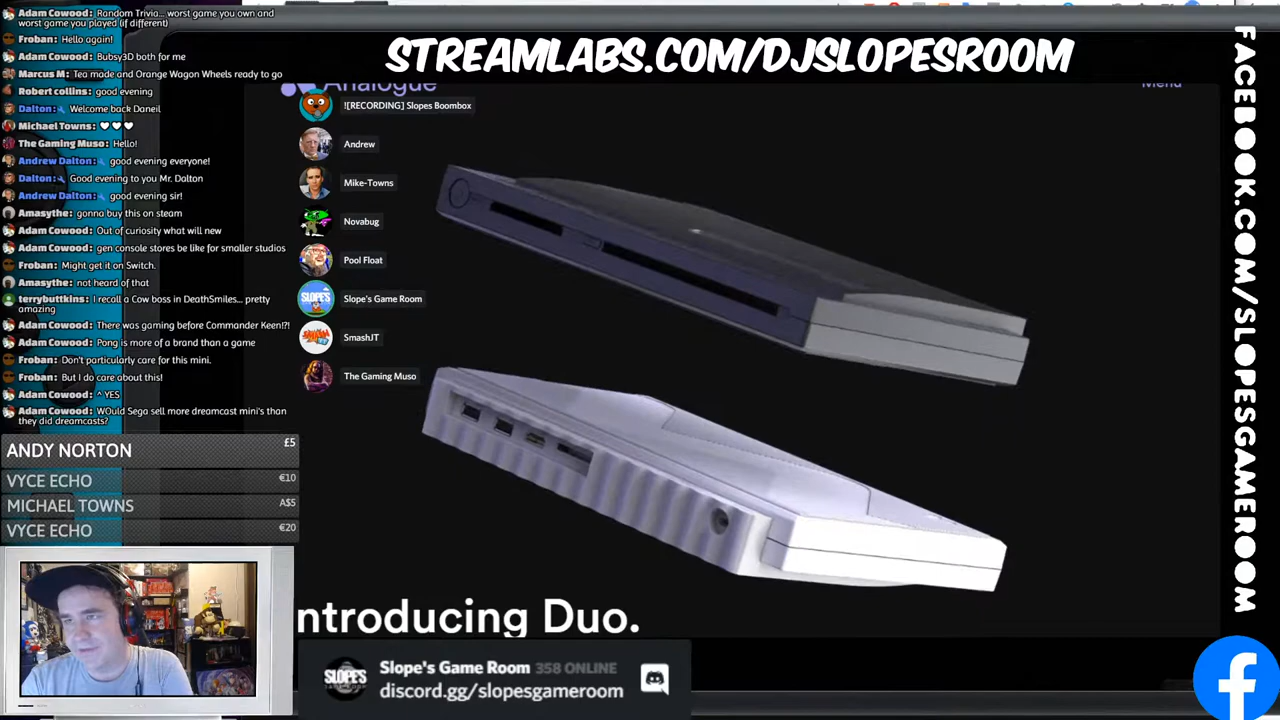 Adam Cowood: Random Trivia... worst game you own and
worst game you played (if different)
Froban: Hello again!
Adam Cowood: Bubsy3D both for me
Marcus M: Tea made and Orange Wagon Wheels ready to go
Robert collins: good evening
Dalton: Welcome back Daneil
Michael Towns: ♥ ♥ ♥
The Gaming Muso: Hello!
Andrew Dalton: good evening everyone!
Dalton: Good evening to you Mr. Dalton
Andrew Dalton: good evening sir!
Amasythe: gonna buy this on steam
Adam Cowood: Out of curiosity what will new
Adam Cowood: gen console stores be like for smaller studios
Froban: Might get it on Switch.
Amasythe: not heard of that
terrybuttkins: I recall a Cow boss in DeathSmiles... pretty
amazing
Adam Cowood: There was gaming before Commander Keen!?!
Adam Cowood: Pong is more of a brand than a game
Froban: Don't particularly care for this mini.
Froban: But I do care about this!
Adam Cowood: ^ YES
Adam Cowood: WOuld Sega sell more dreamcast mini's than
they did dreamcasts?
ANDY NORTON £5
VYCE ECHO €10
MICHAEL TOWNS A$5
VYCE ECHO €20
STREAMLABS.COM/DJSLOPESROOM
Analogue
Menu
![RECORDING] Slopes Boombox
Andrew
Mike-Towns
Novabug
Pool Float
SLOPE'S
Slope's Game Room
SmashJT
The Gaming Muso
ntroducing Duo.
SLOPES
Slope's Game Room 358 ONLINE
discord.gg/slopesgameroom
FACEBOOK.COM/SLOPESGAMEROOM